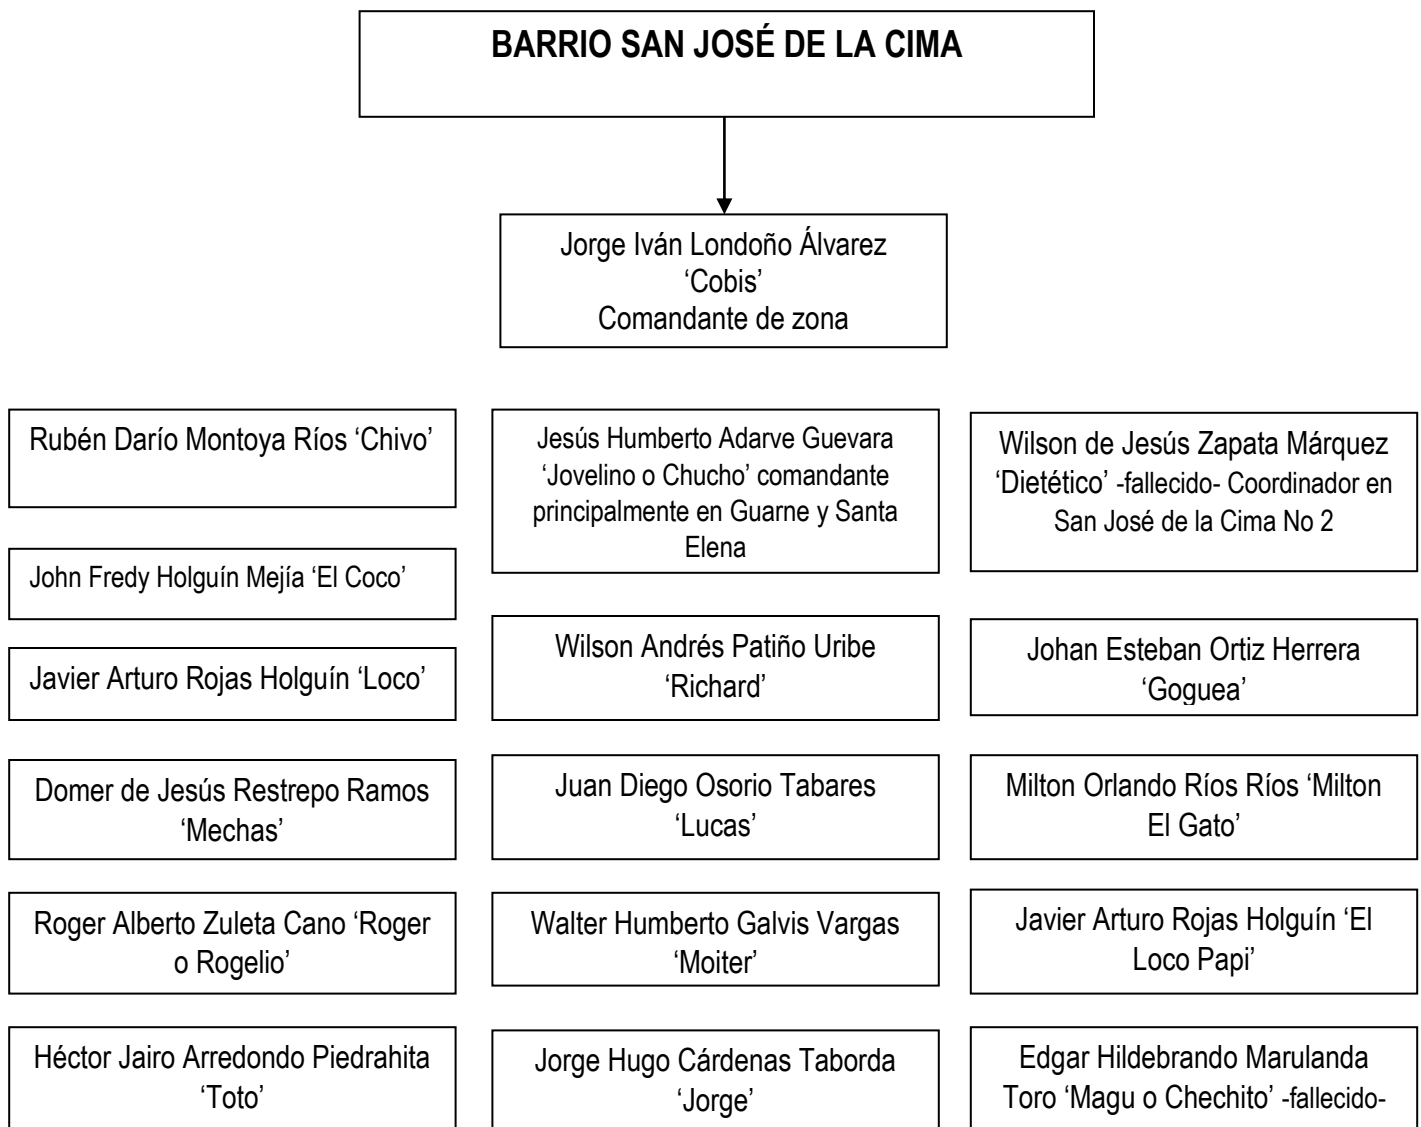 BARRIO SAN JOSÉ DE LA CIMA
Jorge Iván Londoño Álvarez
‘Cobis’
Comandante de zona
Rubén Darío Montoya Ríos ‘Chivo’
Jesús Humberto Adarve Guevara
‘Jovelino o Chucho’ comandante
principalmente en Guarne y Santa
Elena
Wilson de Jesús Zapata Márquez
‘Dietético’ -fallecido- Coordinador en
San José de la Cima No 2
John Fredy Holguín Mejía ‘El Coco’
Wilson Andrés Patiño Uribe
‘Richard’
Johan Esteban Ortiz Herrera
‘Goguea’
Javier Arturo Rojas Holguín ‘Loco’
Domer de Jesús Restrepo Ramos
‘Mechas’
Juan Diego Osorio Tabares
‘Lucas’
Milton Orlando Ríos Ríos ‘Milton
El Gato’
Roger Alberto Zuleta Cano ‘Roger
o Rogelio’
Walter Humberto Galvis Vargas
‘Moiter’
Javier Arturo Rojas Holguín ‘El
Loco Papi’
Héctor Jairo Arredondo Piedrahita
‘Toto’
Jorge Hugo Cárdenas Taborda
‘Jorge’
Edgar Hildebrando Marulanda
Toro ‘Magu o Chechito’ -fallecido-